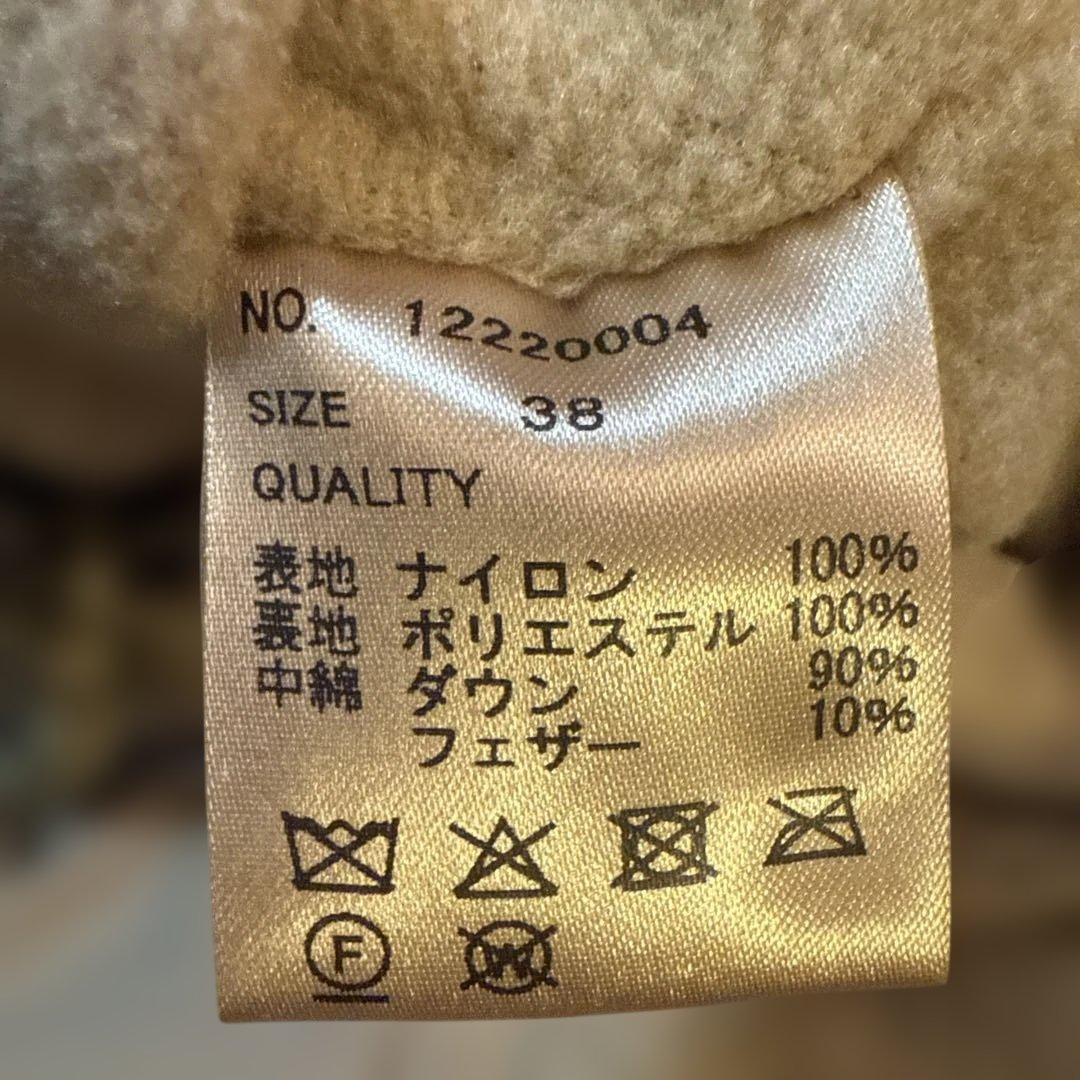 NO. 12220004
SIZE 38
QUALITY
表地 ナイロン 100%
裏地 ポリエステル 100%
中綿 ダウン 90%
フェザー 10%
F W